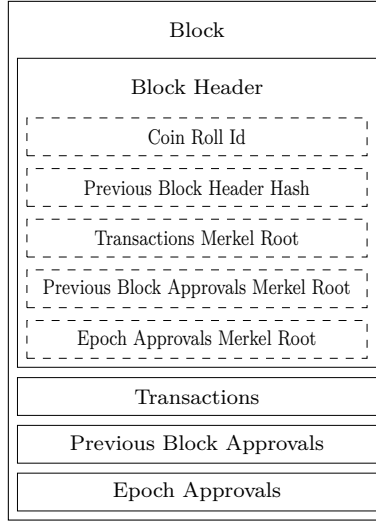 Block
Block Header
Coin Roll Id
Previous Block Header Hash
Transactions Merkel Root
Previous Block Approvals Merkel Root
Epoch Approvals Merkel Root
Transactions
Previous Block Approvals
Epoch Approvals